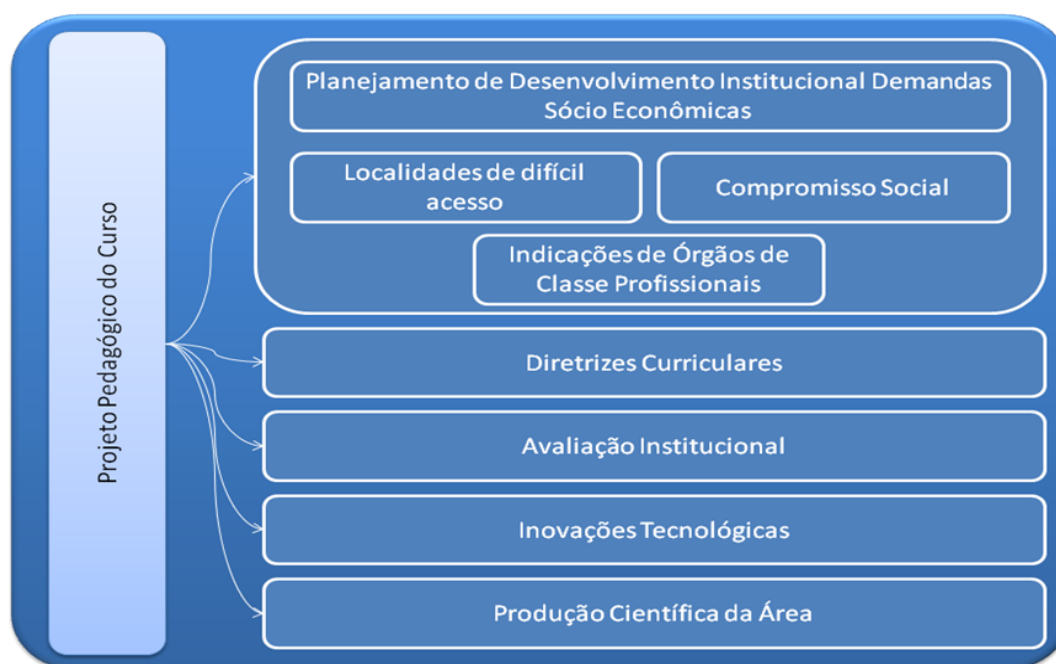 Projeto Pedagógico do Curso
Planejamento de Desenvolvimento Institucional Demandas
Sócio Econômicas
Localidades de difícil
acesso
Compromisso Social
Indicações de Órgãos de
Classe Profissionais
Diretrizes Curriculares
Avaliação Institucional
Inovações Tecnológicas
Produção Científica da Área